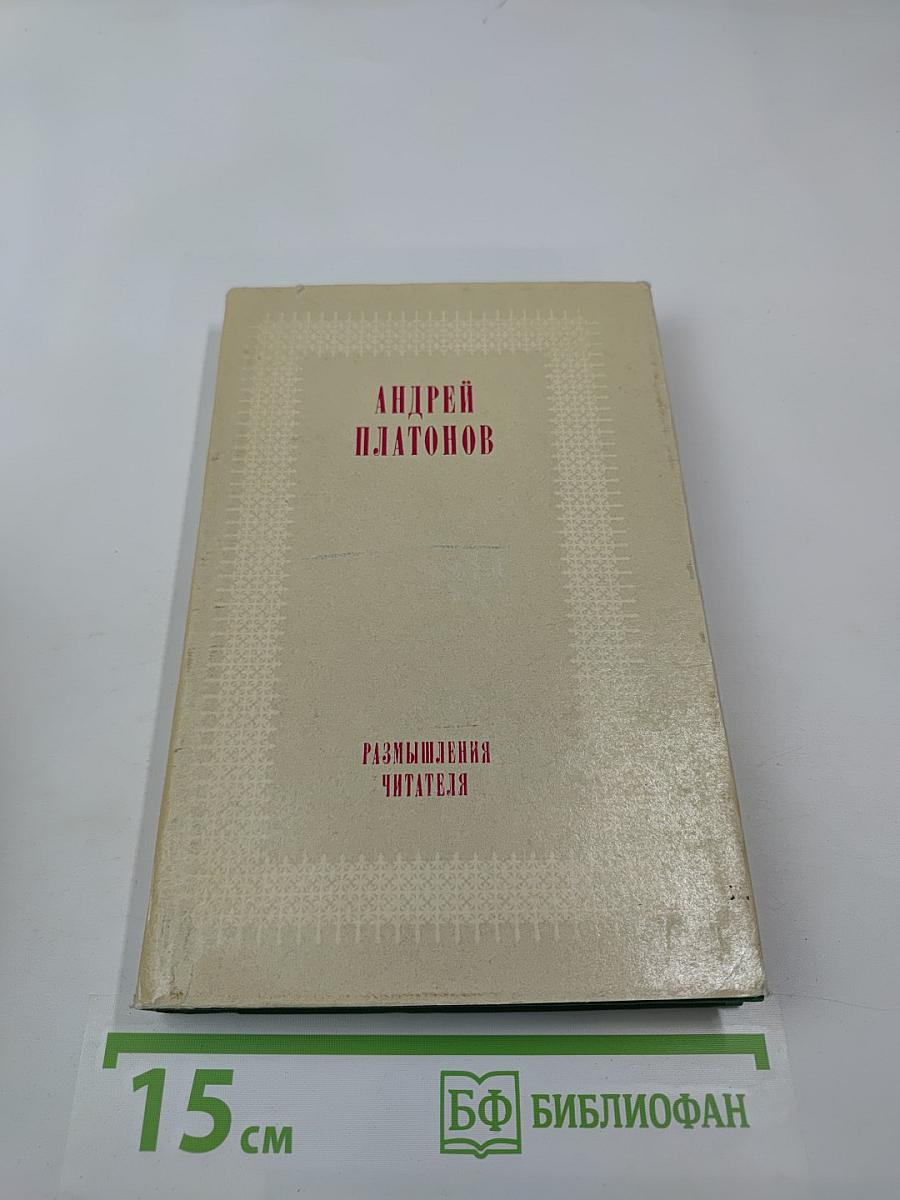 АНДРЕЙ
ПЛАТОНОВ
РАЗМЫШЛЕНИЯ
ЧИТАТЕЛЯ
15 см
БФ БИБЛИОФАН